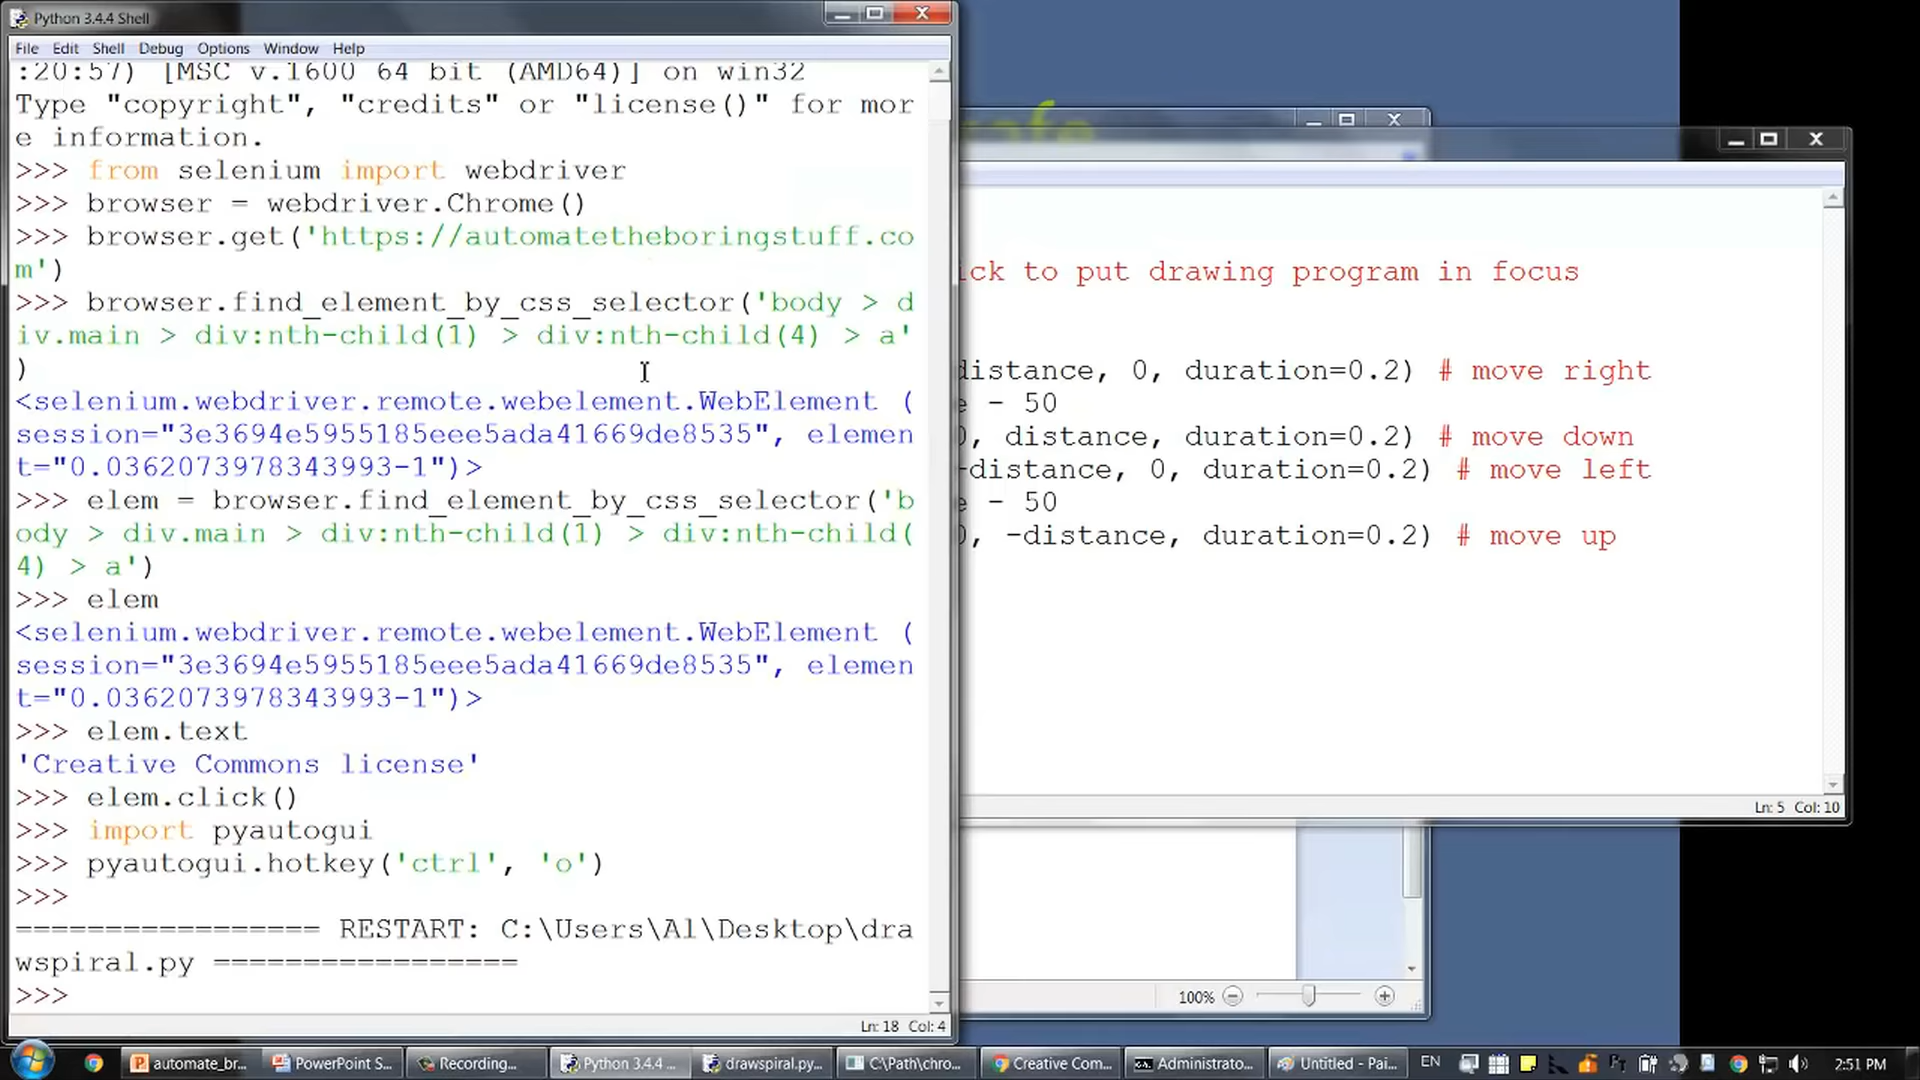 Python 3.4.4 Shell
File Edit Shell Debug Options Window Help
:20:57) [MSC v.1600 64 bit (AMD64)] on win32
Type "copyright", "credits" or "license()" for mor
e information.
>>> from selenium import webdriver
>>> browser = webdriver.Chrome()
>>> browser.get('https://automatetheboringstuff.co
m')
>>> browser.find_element_by_css_selector('body > d
iv.main > div:nth-child(1) > div:nth-child(4) > a'
)
<selenium.webdriver.remote.webelement.WebElement (
session="3e3694e5955185eee5ada41669de8535", elemen
t="0.0362073978343993-1")>
>>> elem = browser.find_element_by_css_selector('b
ody > div.main > div:nth-child(1) > div:nth-child(
4) > a')
>>> elem
<selenium.webdriver.remote.webelement.WebElement (
session="3e3694e5955185eee5ada41669de8535", elemen
t="0.0362073978343993-1")>
>>> elem.text
'Creative Commons license'
>>> elem.click()
>>> import pyautogui
>>> pyautogui.hotkey('ctrl', 'o')
>>>
================= RESTART: C:\Users\Al\Desktop\dra
wspiral.py =================
>>>
Ln: 18 Col: 4
ick to put drawing program in focus
distance, 0, duration=0.2) # move right
e - 50
0, distance, duration=0.2) # move down
-distance, 0, duration=0.2) # move left
e - 50
0, -distance, duration=0.2) # move up
Ln: 5 Col: 10
100%
automate_br... PowerPoint S... Recording... Python 3.4.4 ... drawspiral.py... C:\Path\chro... Creative Com... Administrato... Untitled - Pai... EN 2:51 PM